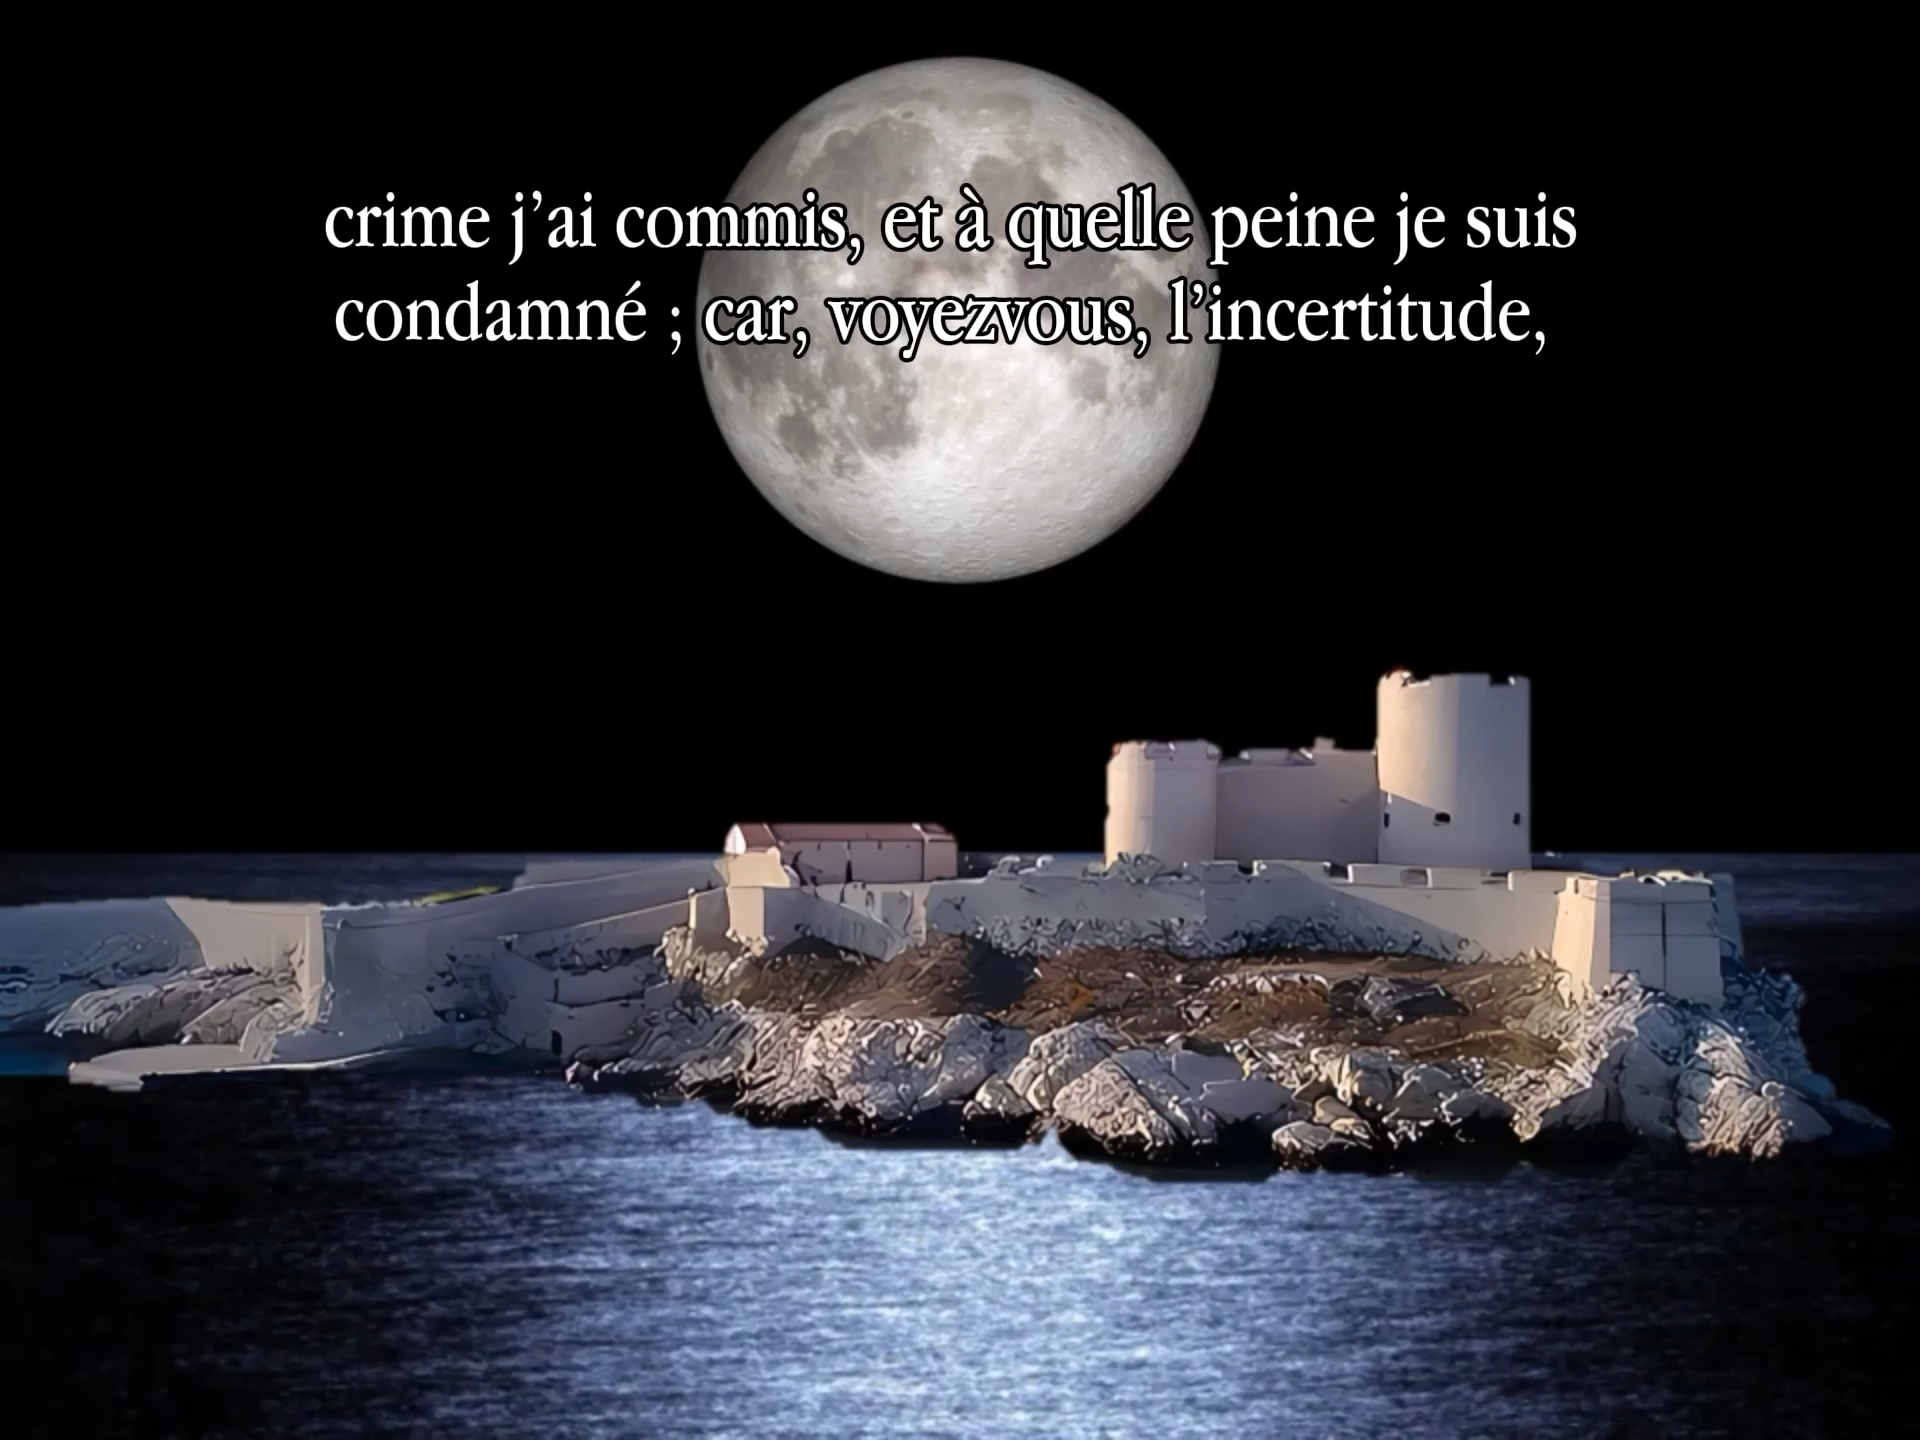 crime j’ai commis, et à quelle peine je suis
condamné ; car, voyezvous, l’incertitude,